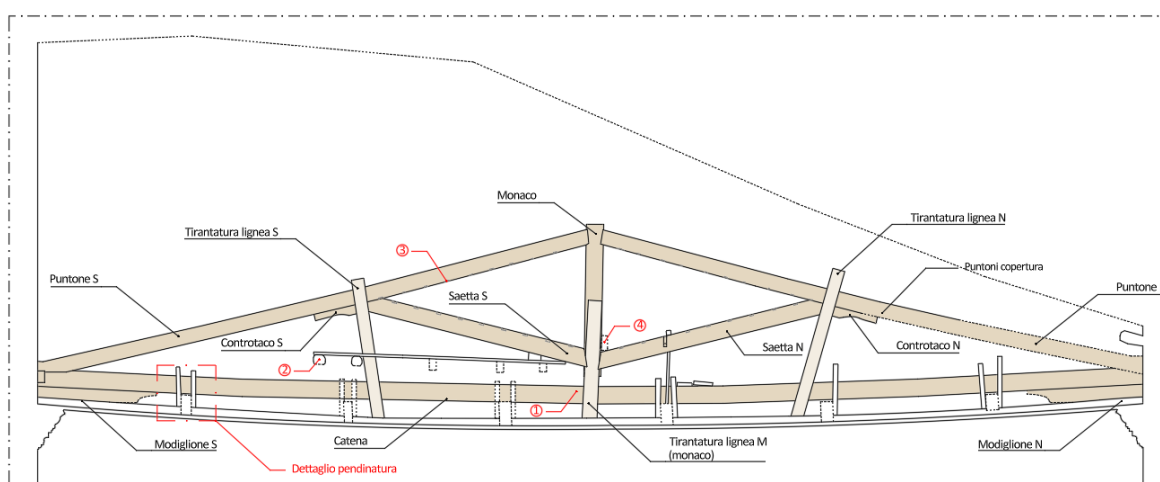 Monaco
Tirantatura lignea N
Tirantatura lignea S
③
Puntoni copertura
Puntone S
Puntone
Saetta S
④
Controtaco S
Saetta N
Controtaco N
②
①
Modiglione S
Catena
Tirantatura lignea M
(monaco)
Modiglione N
Dettaglio pendinatura